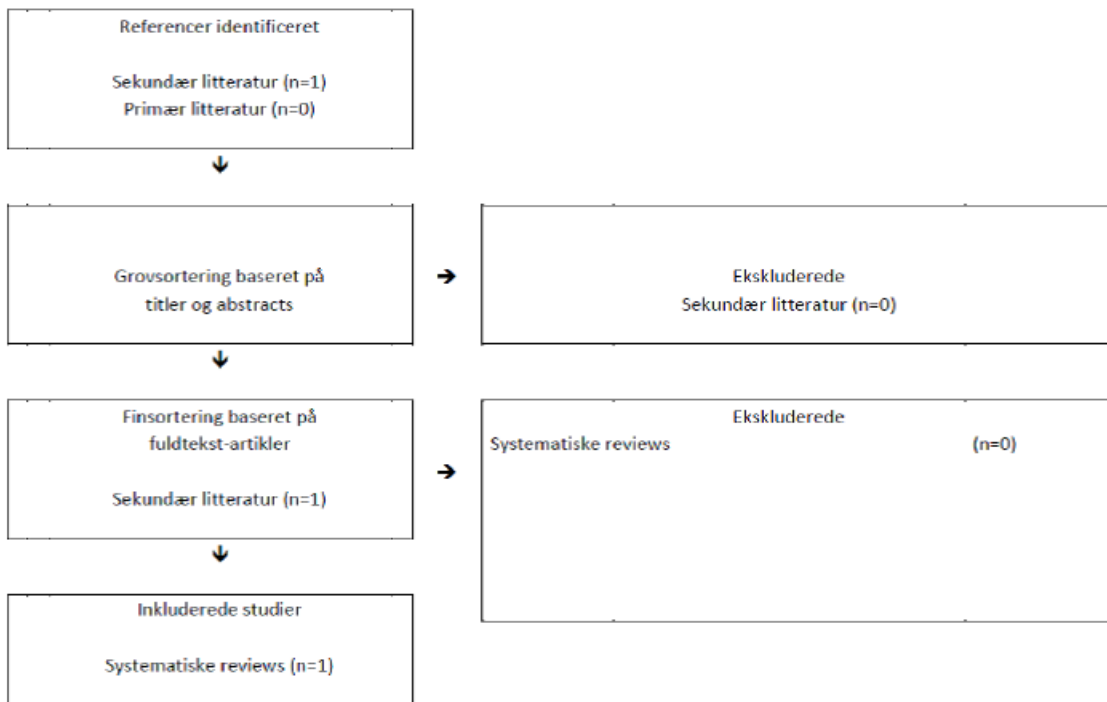 Referencer identificeret
Sekundær litteratur (n=1)
Primær litteratur (n=0)
Grovsortering baseret på
titler og abstracts
Ekskluderede
Sekundær litteratur (n=0)
Finsortering baseret på
fuldtekst-artikler
Sekundær litteratur (n=1)
Ekskluderede
Systematiske reviews (n=0)
Inkluderede studier
Systematiske reviews (n=1)